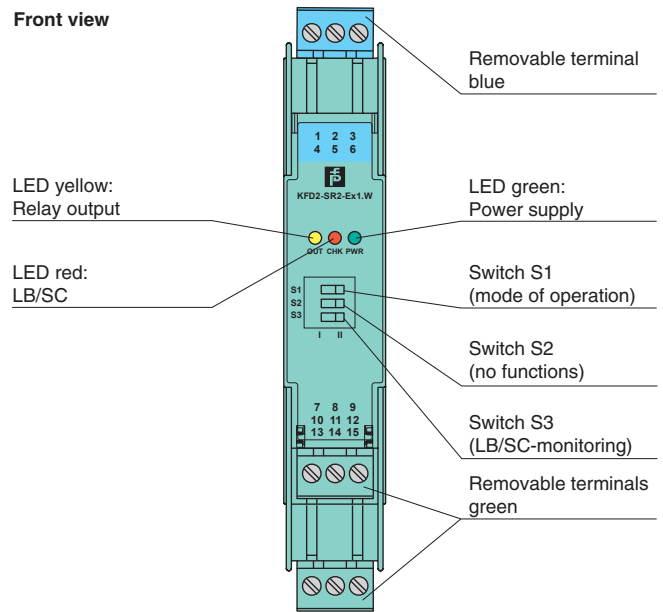 Front view
Removable terminal
blue
1 2 3
4 5 6
KFD2-SR2-Ex1.W
LED yellow:
Relay output
LED green:
Power supply
OUT CHK PWR
LED red:
LB/SC
Switch S1
(mode of operation)
S1
S2
S3
I II
Switch S2
(no functions)
7 8 9
10 11 12
13 14 15
Switch S3
(LB/SC-monitoring)
Removable terminals
green